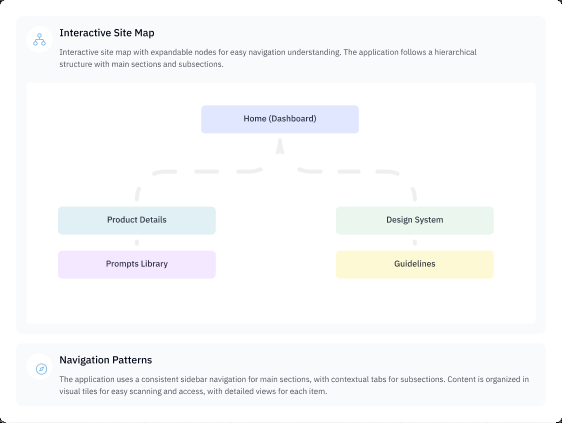 Interactive Site Map
Interactive site map with expandable nodes for easy navigation understanding. The application follows a hierarchical
structure with main sections and subsections.
Home (Dashboard)
Product Details
Design System
Prompts Library
Guidelines
Navigation Patterns
The application uses a consistent sidebar navigation for main sections, with contextual tabs for subsections. Content is organized in
visual tiles for easy scanning and access, with detailed views for each item.